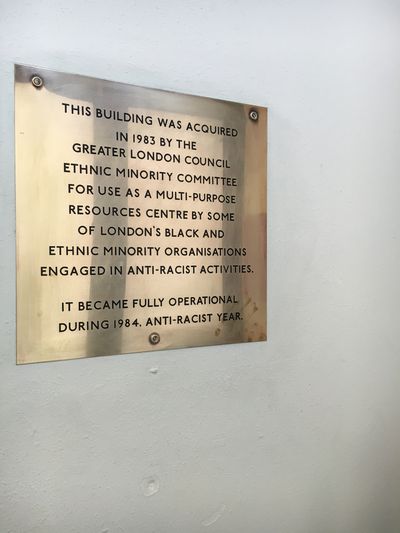 THIS BUILDING WAS ACQUIRED
IN 1983 BY THE
GREATER LONDON COUNCIL
ETHNIC MINORITY COMMITTEE
FOR USE AS A MULTI-PURPOSE
RESOURCES CENTRE BY SOME
OF LONDON'S BLACK AND
ETHNIC MINORITY ORGANISATIONS
ENGAGED IN ANTI-RACIST ACTIVITIES.
IT BECAME FULLY OPERATIONAL
DURING 1984, ANTI-RACIST YEAR.